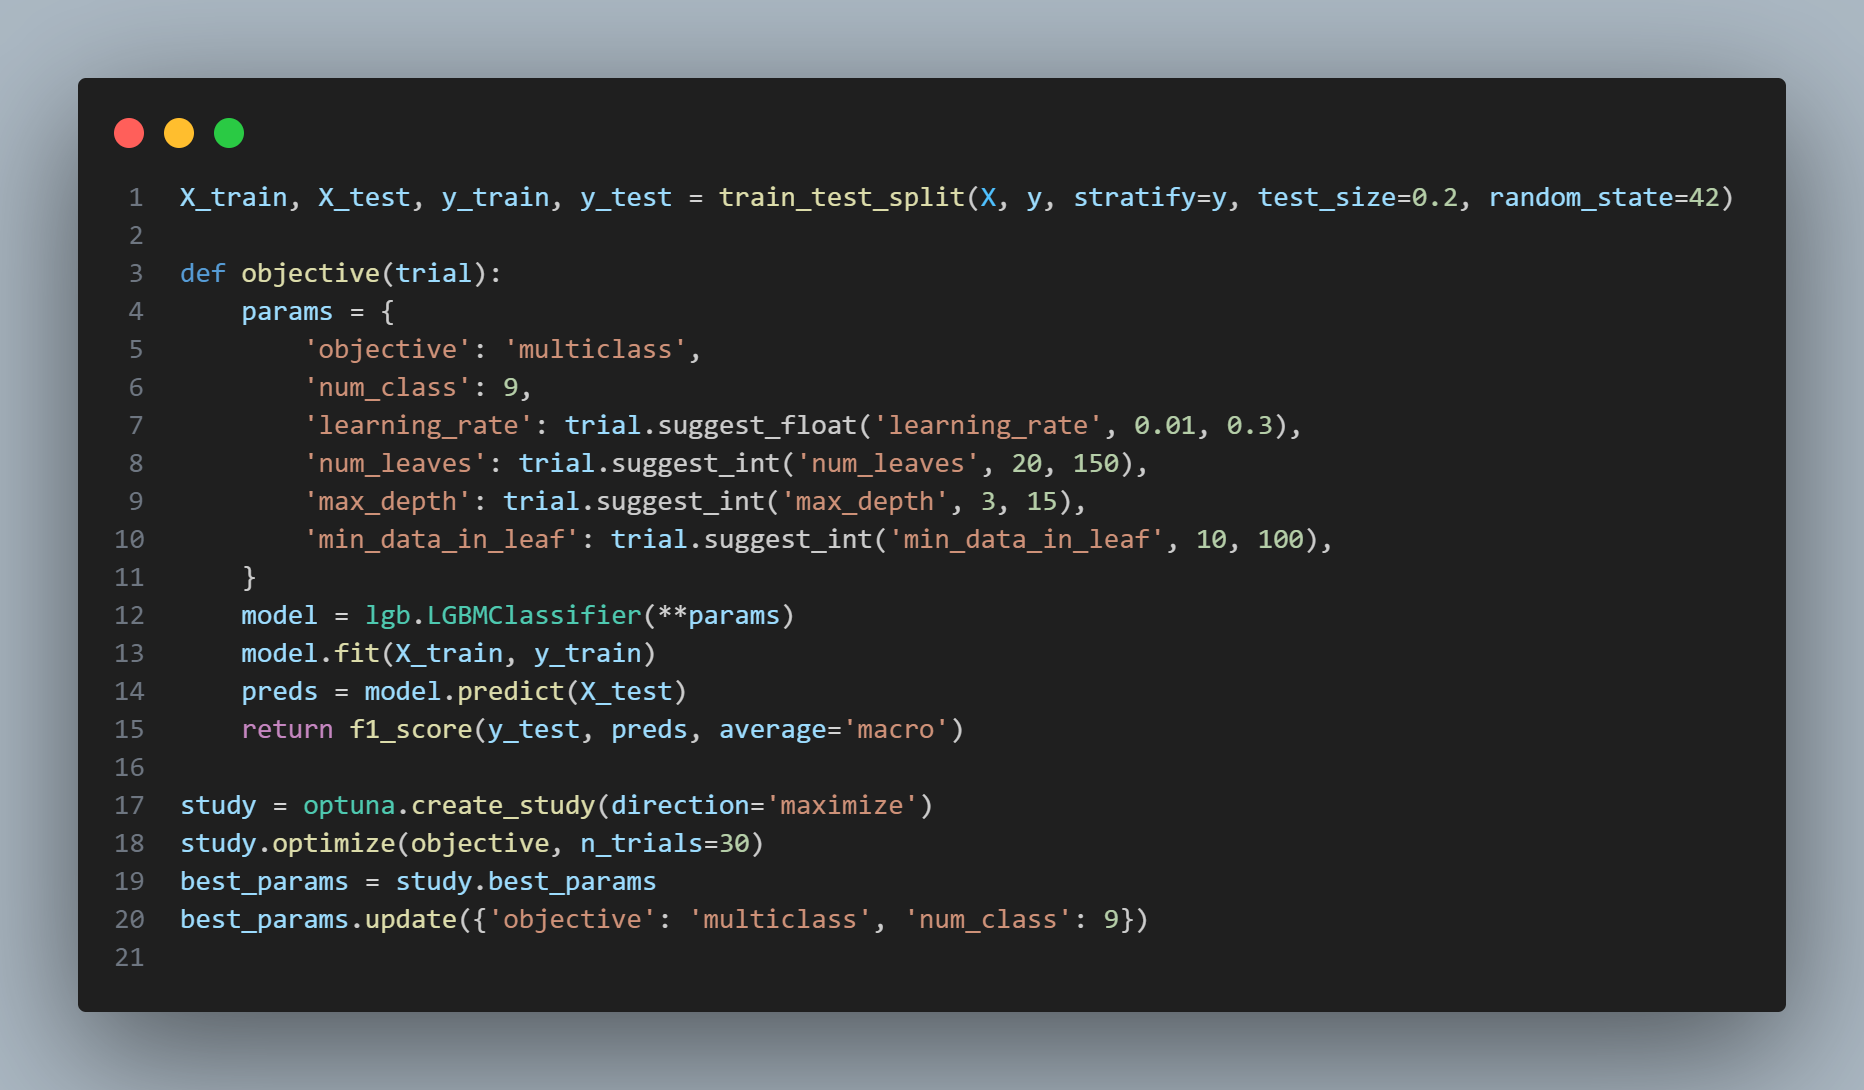 1 X_train, X_test, y_train, y_test = train_test_split(X, y, stratify=y, test_size=0.2, random_state=42)
2
3 def objective(trial):
4     params = {
5         'objective': 'multiclass',
6         'num_class': 9,
7         'learning_rate': trial.suggest_float('learning_rate', 0.01, 0.3),
8         'num_leaves': trial.suggest_int('num_leaves', 20, 150),
9         'max_depth': trial.suggest_int('max_depth', 3, 15),
10         'min_data_in_leaf': trial.suggest_int('min_data_in_leaf', 10, 100),
11     }
12     model = lgb.LGBMClassifier(**params)
13     model.fit(X_train, y_train)
14     preds = model.predict(X_test)
15     return f1_score(y_test, preds, average='macro')
16
17 study = optuna.create_study(direction='maximize')
18 study.optimize(objective, n_trials=30)
19 best_params = study.best_params
20 best_params.update({'objective': 'multiclass', 'num_class': 9})
21